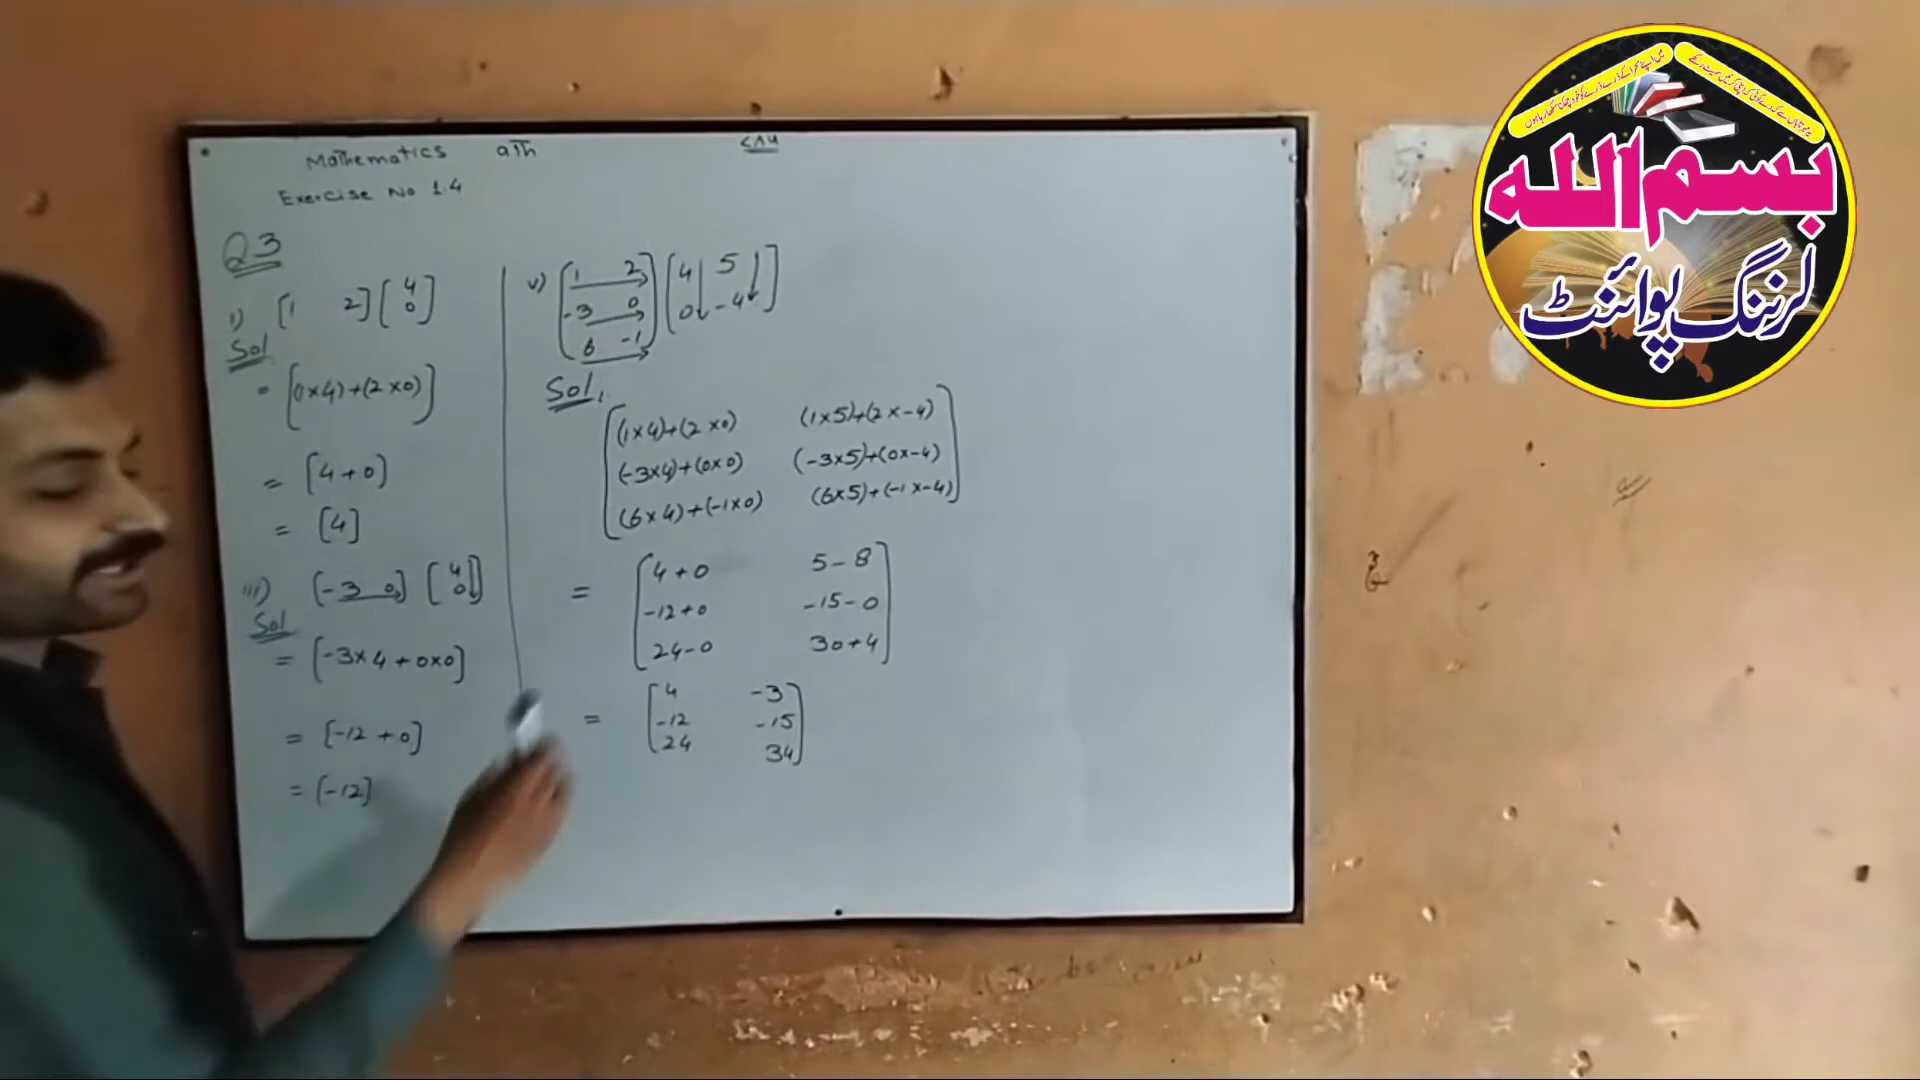 Mathematics 9th
Exercise No 1.4
Q3
i) [1 2] [4 0]
Sol
= [(1×4)+(2×0)]
= [4+0]
= [4]
iii) [-3 0] [4 0]
Sol
= [-3×4+0×0]
= [-12+0]
= [-12]
v) [1 2
-3 0
6 -1] [4 5
0 -4]
Sol,
[(1×4)+(2×0) (1×5)+(2×-4)
(-3×4)+(0×0) (-3×5)+(0×-4)
(6×4)+(-1×0) (6×5)+(-1×-4)]
= [4+0 5-8
-12+0 -15-0
24-0 30+4]
= [4 -3
-12 -15
24 34]
بسم الله
لرننگ پوائنٹ